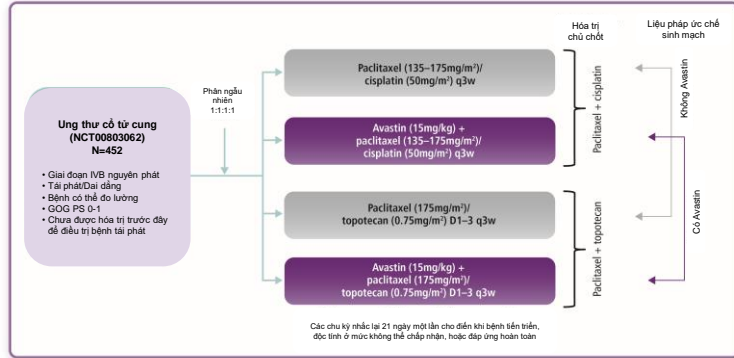 Hóa trị
chủ chốt
Liệu pháp ức chế
sinh mạch
Ung thư cổ tử cung
(NCT00803062)
N=452
• Giai đoạn IVB nguyên phát
• Tái phát/Dai dẳng
• Bệnh có thể đo lường
• GOG PS 0-1
• Chưa được hóa trị trước đây
để điều trị bệnh tái phát
Phân ngẫu
nhiên
1:1:1:1
Paclitaxel (135–175mg/m²)/
cisplatin (50mg/m²) q3w
Avastin (15mg/kg) +
paclitaxel (135–175mg/m²)/
cisplatin (50mg/m²) q3w
Paclitaxel (175mg/m²)/
topotecan (0.75mg/m²) D1–3 q3w
Avastin (15mg/kg) +
paclitaxel (175mg/m²)/
topotecan (0.75mg/m²) D1–3 q3w
Paclitaxel + cisplatin
Paclitaxel + topotecan
Không Avastin
Có Avastin
Các chu kỳ nhắc lại 21 ngày một lần cho điến khi bệnh tiến triển,
độc tính ở mức không thể chấp nhận, hoặc đáp ứng hoàn toàn